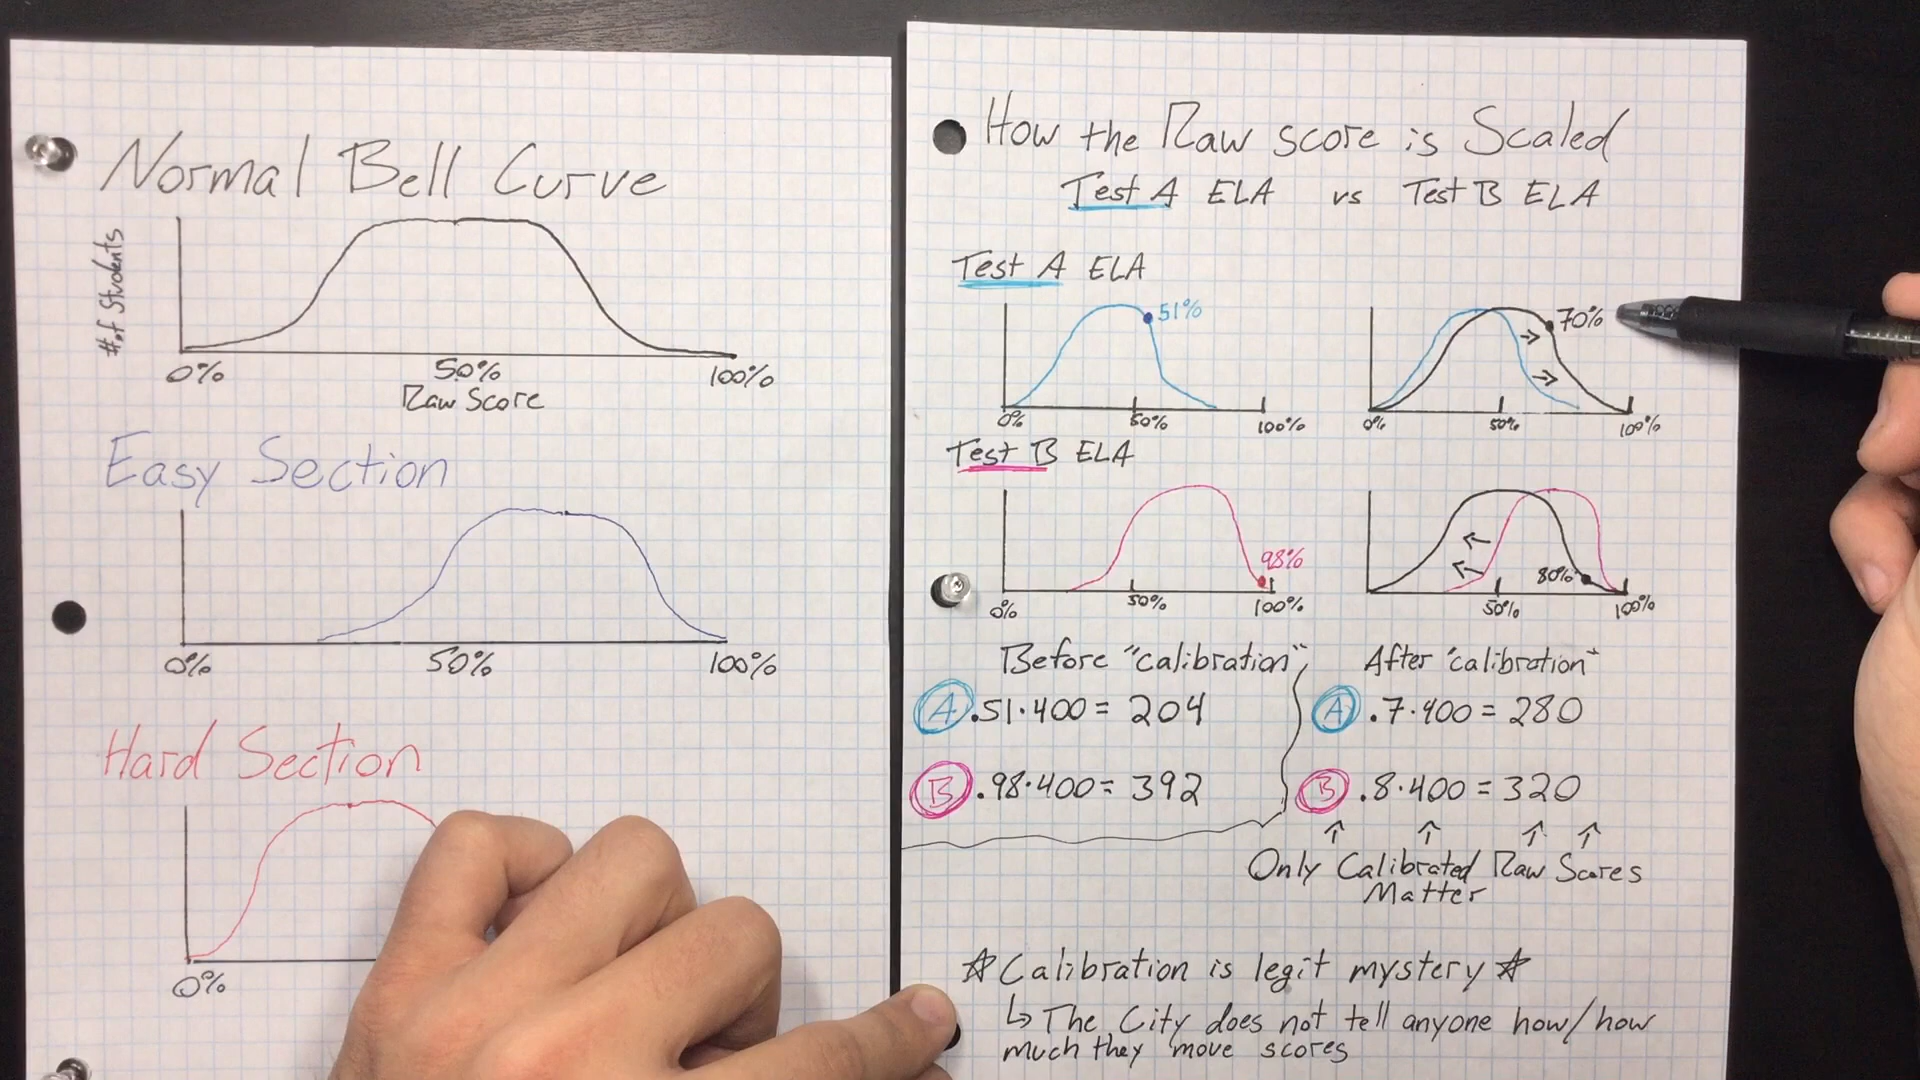 Normal Bell Curve
# of Students
0%
50%
100%
Raw Score
Easy Section
0%
50%
100%
Hard Section
0%
How the Raw score is Scaled
Test A ELA vs Test B ELA
Test A ELA
51%
0%
50%
100%
70%
0%
50%
100%
Test B ELA
98%
0%
50%
100%
80%
50%
100%
Before "calibration"
After "calibration"
A .51·400 = 204
A .7·400 = 280
B .98·400 = 392
B .8·400 = 320
Only Calibrated Raw Scores
Matter
☆ Calibration is legit mystery ☆
↳ The City does not tell anyone how/how
much they move scores